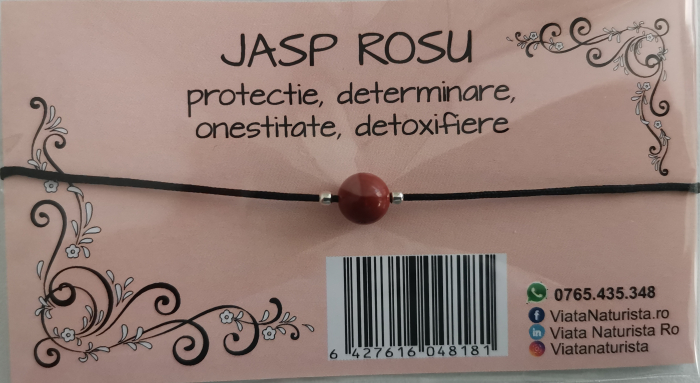 JASP ROSU
protectie, determinare,
onestitate, detoxifiere
6 427616 048181
0765.435.348
ViataNaturista.ro
Viata Naturista Ro
Viatanaturista